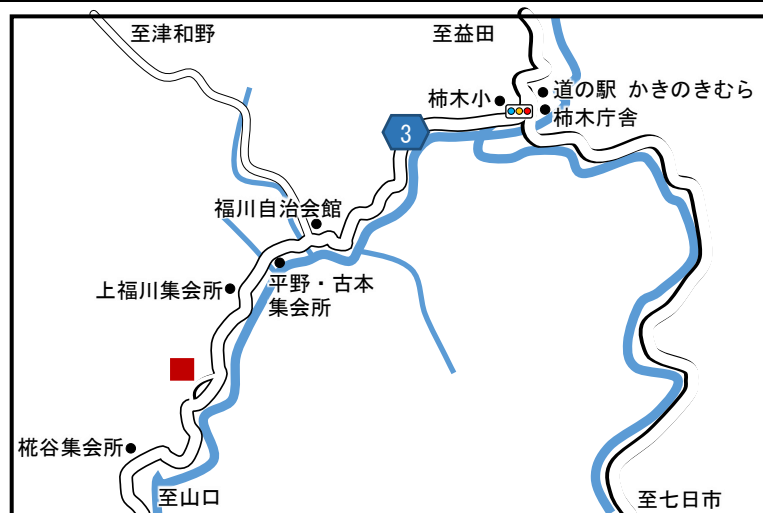 至津和野
至益田
道の駅 かきのきむら
柿木小
柿木庁舎
3
福川自治会館
平野・古本
集会所
上福川集会所
椛谷集会所
至山口
至七日市